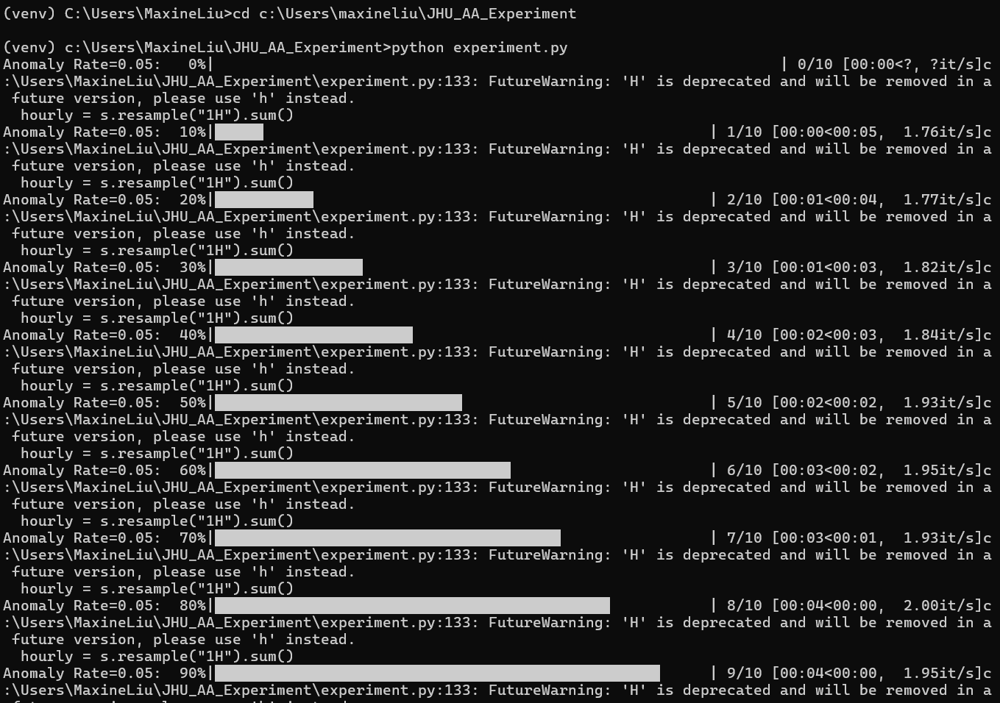 (venv) C:\Users\MaxineLiu>cd c:\Users\maxineliu\JHU_AA_Experiment
(venv) c:\Users\MaxineLiu\JHU_AA_Experiment>python experiment.py
Anomaly Rate=0.05:   0%|                                                        | 0/10 [00:00<?, ?it/s]c
:\Users\MaxineLiu\JHU_AA_Experiment\experiment.py:133: FutureWarning: 'H' is deprecated and will be removed in a
 future version, please use 'h' instead.
  hourly = s.resample("1H").sum()
Anomaly Rate=0.05:  10%|                                                | 1/10 [00:00<00:05,  1.76it/s]c
:\Users\MaxineLiu\JHU_AA_Experiment\experiment.py:133: FutureWarning: 'H' is deprecated and will be removed in a
 future version, please use 'h' instead.
  hourly = s.resample("1H").sum()
Anomaly Rate=0.05:  20%|                                                | 2/10 [00:01<00:04,  1.77it/s]c
:\Users\MaxineLiu\JHU_AA_Experiment\experiment.py:133: FutureWarning: 'H' is deprecated and will be removed in a
 future version, please use 'h' instead.
  hourly = s.resample("1H").sum()
Anomaly Rate=0.05:  30%|                                                | 3/10 [00:01<00:03,  1.82it/s]c
:\Users\MaxineLiu\JHU_AA_Experiment\experiment.py:133: FutureWarning: 'H' is deprecated and will be removed in a
 future version, please use 'h' instead.
  hourly = s.resample("1H").sum()
Anomaly Rate=0.05:  40%|                                                | 4/10 [00:02<00:03,  1.84it/s]c
:\Users\MaxineLiu\JHU_AA_Experiment\experiment.py:133: FutureWarning: 'H' is deprecated and will be removed in a
 future version, please use 'h' instead.
  hourly = s.resample("1H").sum()
Anomaly Rate=0.05:  50%|                                                | 5/10 [00:02<00:02,  1.93it/s]c
:\Users\MaxineLiu\JHU_AA_Experiment\experiment.py:133: FutureWarning: 'H' is deprecated and will be removed in a
 future version, please use 'h' instead.
  hourly = s.resample("1H").sum()
Anomaly Rate=0.05:  60%|                                                | 6/10 [00:03<00:02,  1.95it/s]c
:\Users\MaxineLiu\JHU_AA_Experiment\experiment.py:133: FutureWarning: 'H' is deprecated and will be removed in a
 future version, please use 'h' instead.
  hourly = s.resample("1H").sum()
Anomaly Rate=0.05:  70%|                                                | 7/10 [00:03<00:01,  1.93it/s]c
:\Users\MaxineLiu\JHU_AA_Experiment\experiment.py:133: FutureWarning: 'H' is deprecated and will be removed in a
 future version, please use 'h' instead.
  hourly = s.resample("1H").sum()
Anomaly Rate=0.05:  80%|                                                | 8/10 [00:04<00:00,  2.00it/s]c
:\Users\MaxineLiu\JHU_AA_Experiment\experiment.py:133: FutureWarning: 'H' is deprecated and will be removed in a
 future version, please use 'h' instead.
  hourly = s.resample("1H").sum()
Anomaly Rate=0.05:  90%|                                                | 9/10 [00:04<00:00,  1.95it/s]c
:\Users\MaxineLiu\JHU_AA_Experiment\experiment.py:133: FutureWarning: 'H' is deprecated and will be removed in a